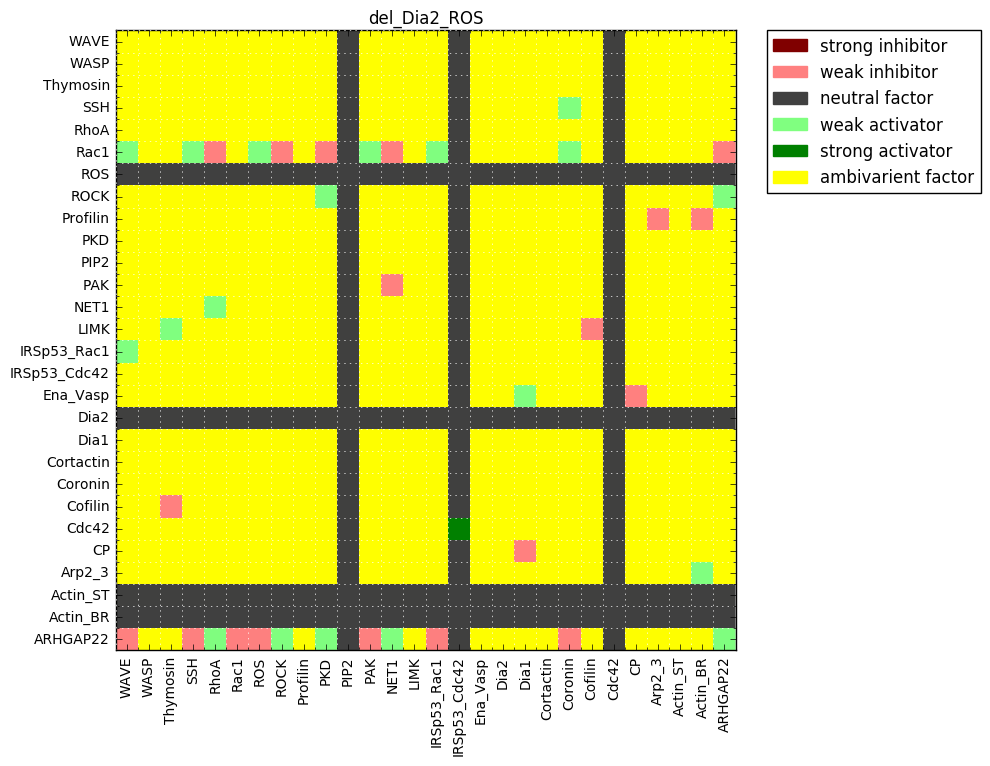 del_Dia2_ROS
WAVE
WASP
Thymosin
SSH
RhoA
Rac1
ROS
ROCK
Profilin
PKD
PIP2
PAK
NET1
LIMK
IRSp53_Rac1
IRSp53_Cdc42
Ena_Vasp
Dia2
Dia1
Cortactin
Coronin
Cofilin
Cdc42
CP
Arp2_3
Actin_ST
Actin_BR
ARHGAP22
WAVE
WASP
Thymosin
SSH
RhoA
Rac1
ROS
ROCK
Profilin
PKD
PIP2
PAK
NET1
LIMK
IRSp53_Rac1
IRSp53_Cdc42
Ena_Vasp
Dia2
Dia1
Cortactin
Coronin
Cofilin
Cdc42
CP
Arp2_3
Actin_ST
Actin_BR
ARHGAP22
strong inhibitor
weak inhibitor
neutral factor
weak activator
strong activator
ambivarient factor